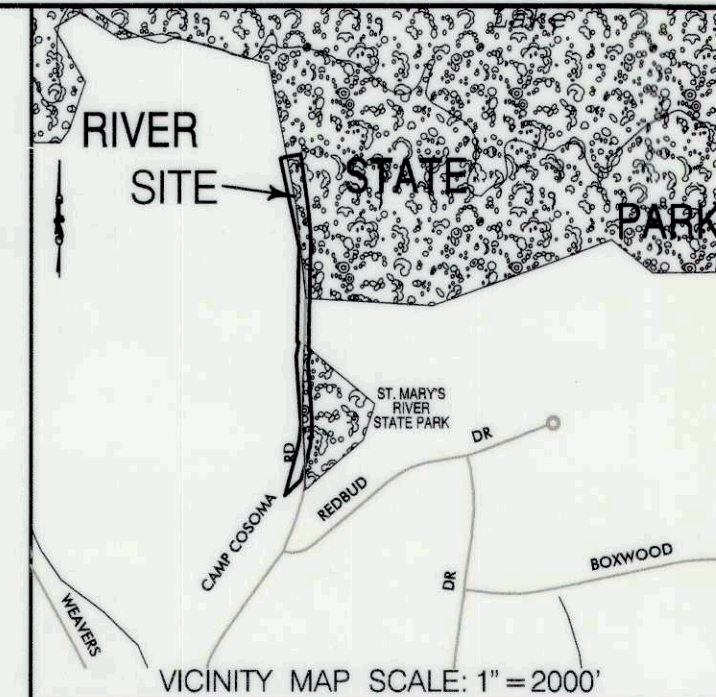 RIVER
SITE
STATE
PARK
ST. MARY'S
RIVER
STATE PARK
DR
RD
REDBUD
CAMP COSOMA
BOXWOOD
DR
WEAVERS
VICINITY MAP SCALE: 1" = 2000'